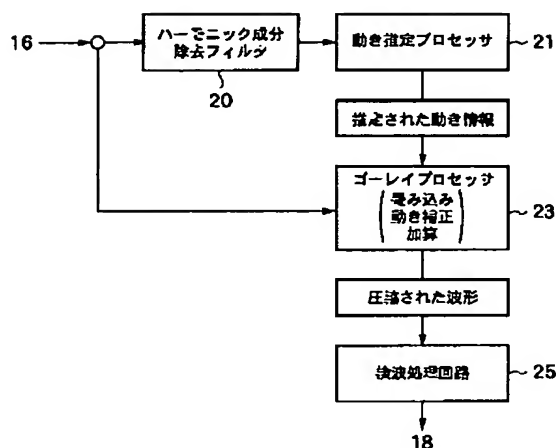 16
ハーモニック成分
除去フィルタ
20
動き推定プロセッサ
21
推定された動き情報
ゴーレイプロセッサ
畳み込み
動き補正
加算
23
圧縮された波形
検波処理回路
25
18